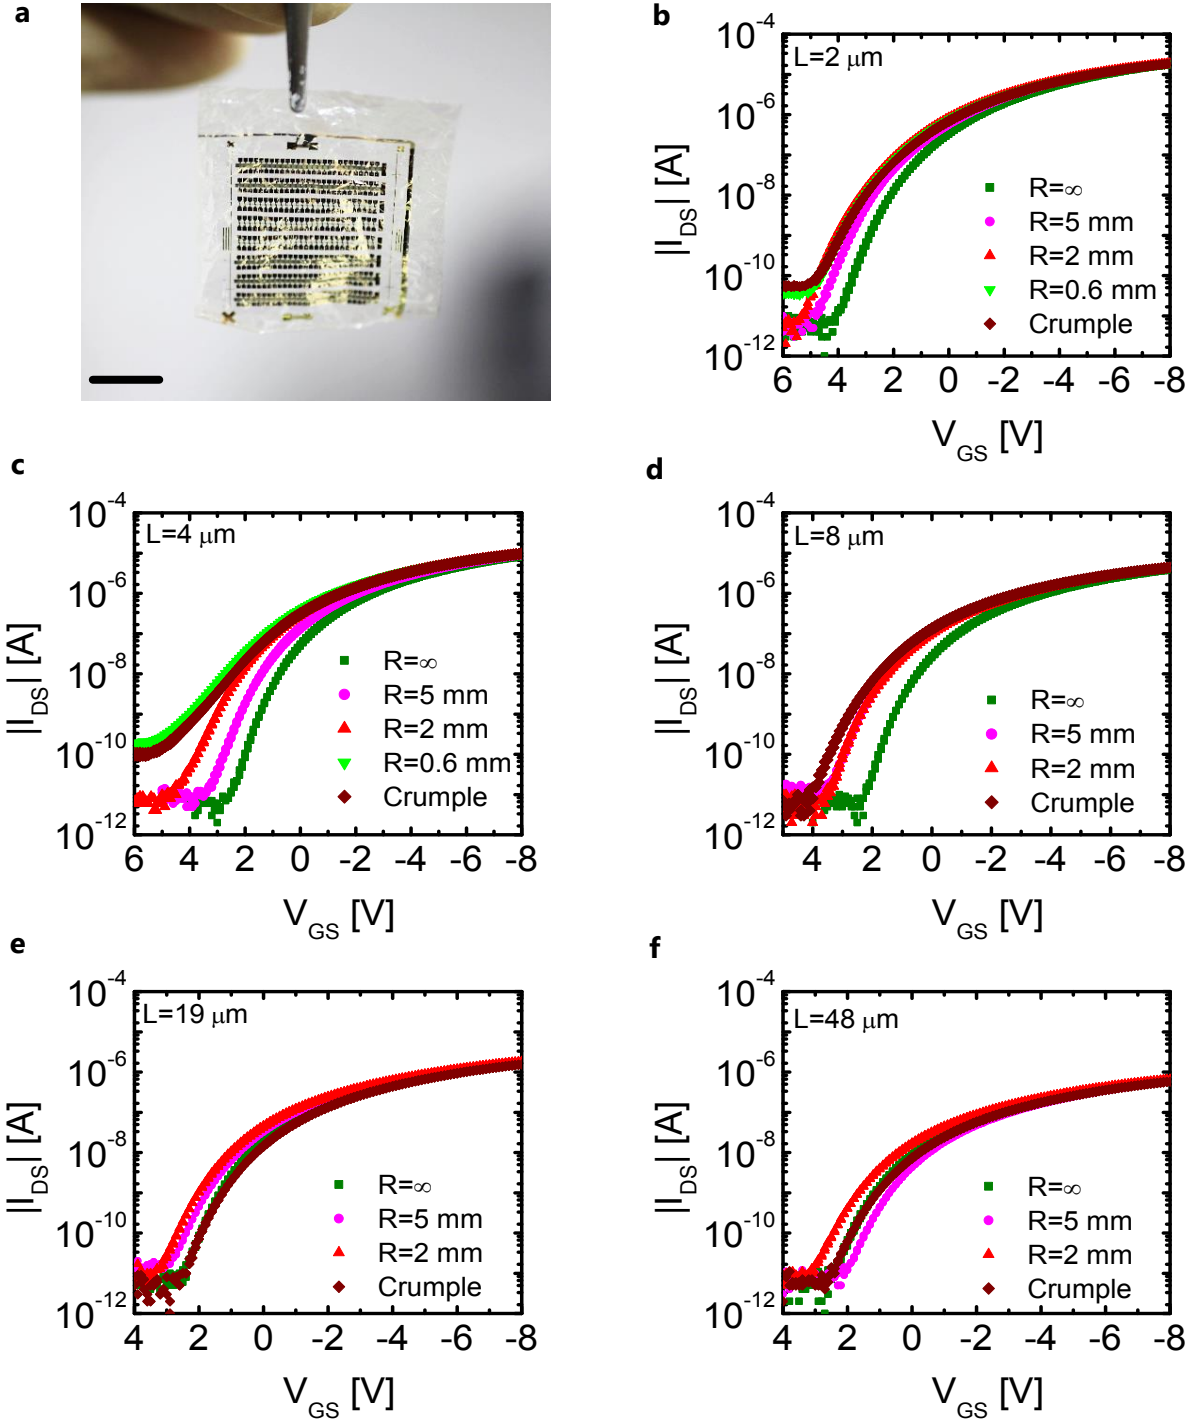 a
b
10⁻⁴
10⁻⁶
10⁻⁸
10⁻¹⁰
10⁻¹²
||I_DS| [A]
L=2 μm
R=∞
R=5 mm
R=2 mm
R=0.6 mm
Crumple
6 4 2 0 -2 -4 -6 -8
V_GS [V]
c
10⁻⁴
10⁻⁶
10⁻⁸
10⁻¹⁰
10⁻¹²
||I_DS| [A]
L=4 μm
R=∞
R=5 mm
R=2 mm
R=0.6 mm
Crumple
6 4 2 0 -2 -4 -6 -8
V_GS [V]
d
10⁻⁴
10⁻⁶
10⁻⁸
10⁻¹⁰
10⁻¹²
||I_DS| [A]
L=8 μm
R=∞
R=5 mm
R=2 mm
Crumple
4 2 0 -2 -4 -6 -8
V_GS [V]
e
10⁻⁴
10⁻⁶
10⁻⁸
10⁻¹⁰
10⁻¹²
||I_DS| [A]
L=19 μm
R=∞
R=5 mm
R=2 mm
Crumple
4 2 0 -2 -4 -6 -8
V_GS [V]
f
10⁻⁴
10⁻⁶
10⁻⁸
10⁻¹⁰
10⁻¹²
||I_DS| [A]
L=48 μm
R=∞
R=5 mm
R=2 mm
Crumple
4 2 0 -2 -4 -6 -8
V_GS [V]